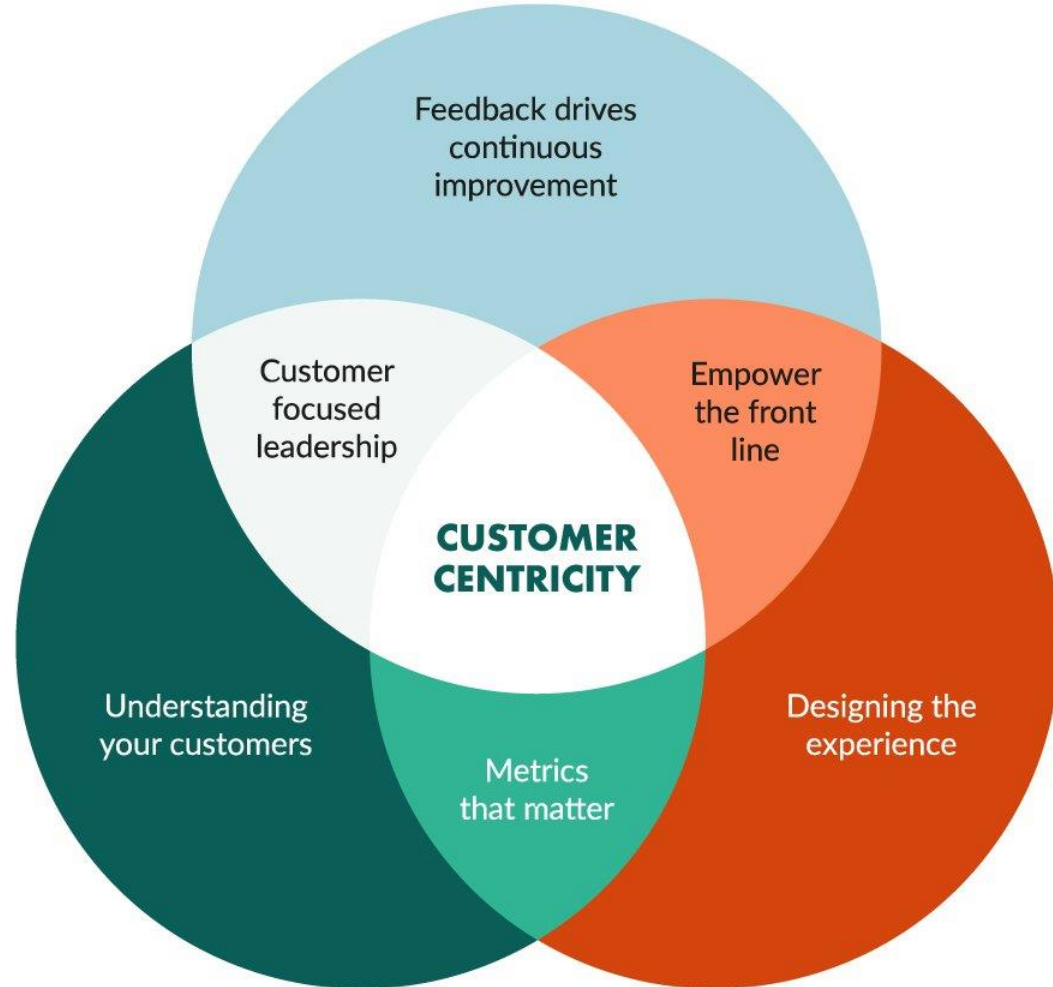 Feedback drives
continuous
improvement
Customer
focused
leadership
Empower
the front
line
CUSTOMER
CENTRICITY
Understanding
your customers
Designing the
experience
Metrics
that matter